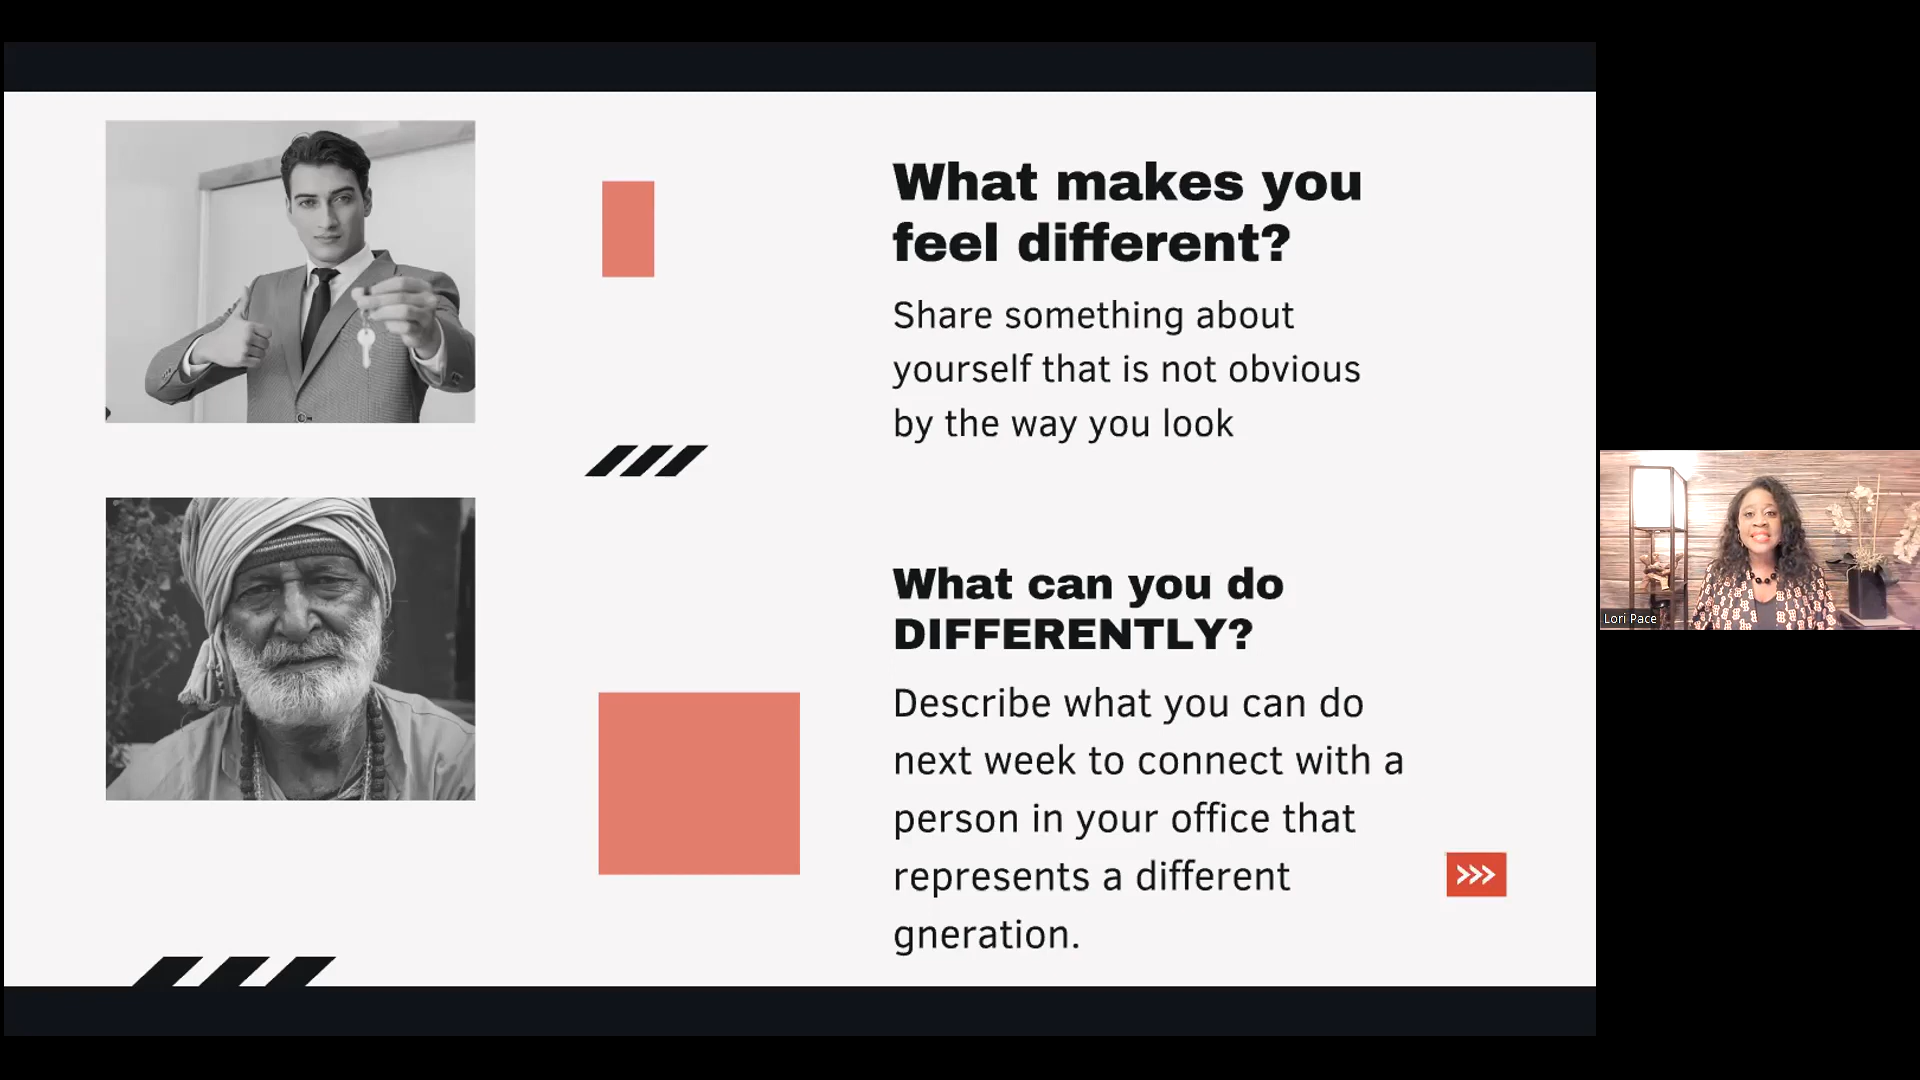 What makes you
feel different?
Share something about
yourself that is not obvious
by the way you look
What can you do
DIFFERENTLY?
Describe what you can do
next week to connect with a
person in your office that
represents a different
gneration.
Lori Pace